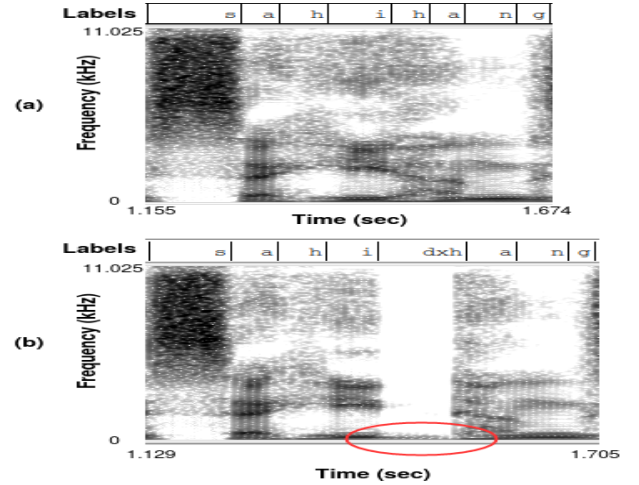 Labels s a h i h a n g
11.025
Frequency (kHz)
(a)
0
1.155 Time (sec) 1.674
Labels s a h i dxh a n g
11.025
Frequency (kHz)
(b)
0
1.129 1.705
Time (sec)